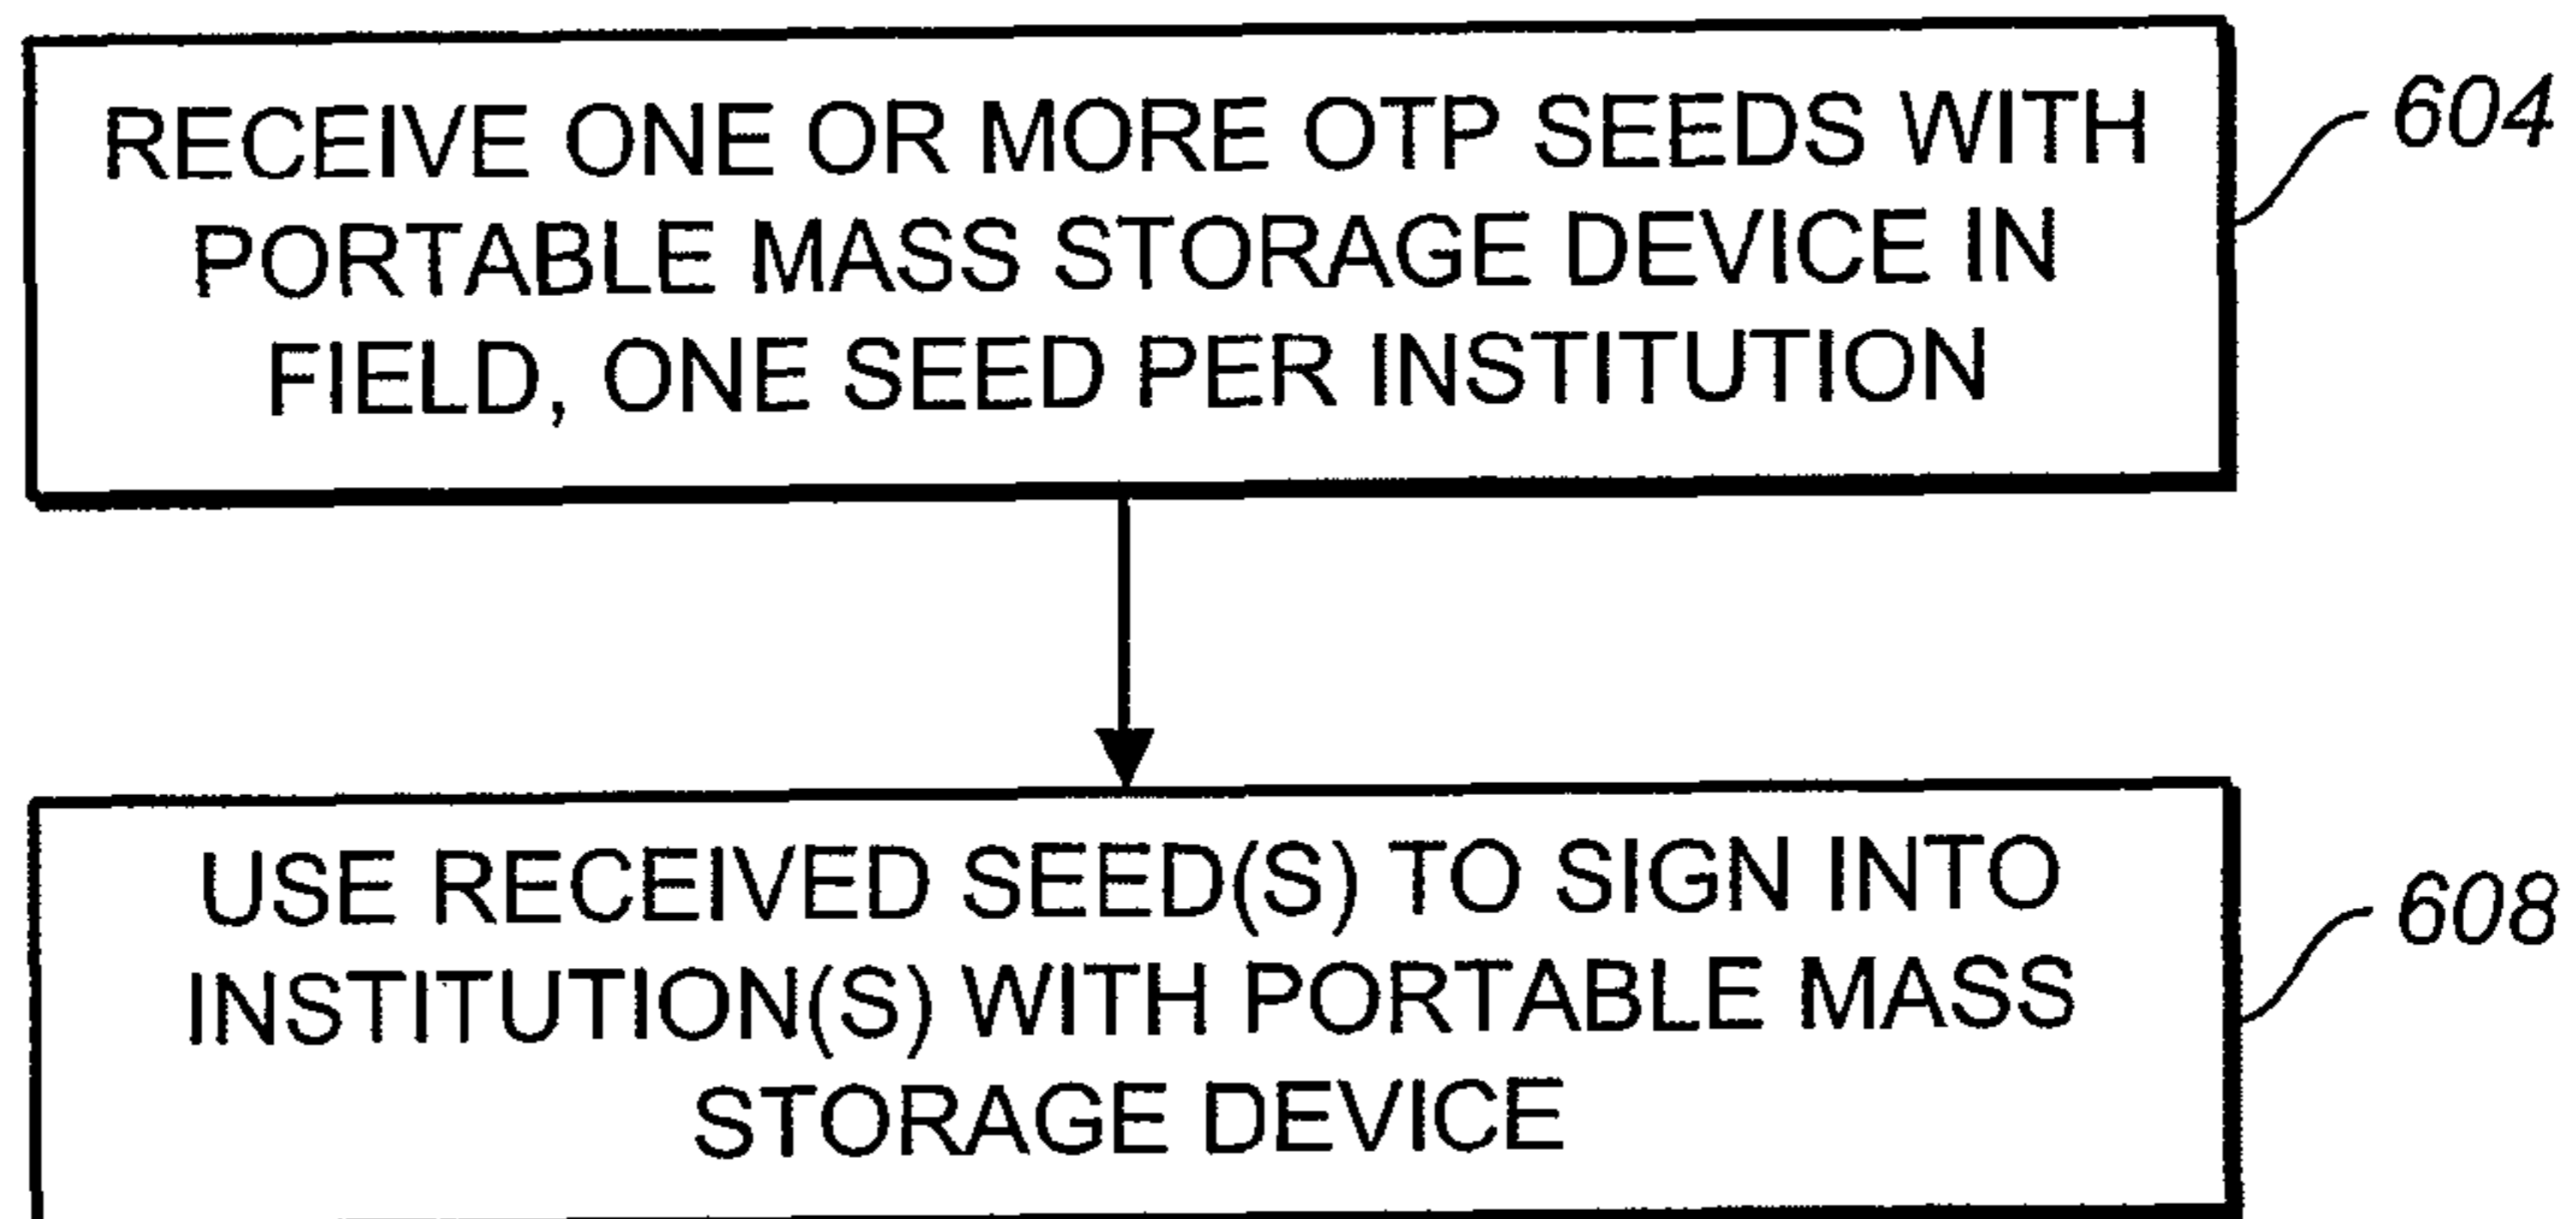 RECEIVE ONE OR MORE OTP SEEDS WITH
PORTABLE MASS STORAGE DEVICE IN
FIELD, ONE SEED PER INSTITUTION
604
USE RECEIVED SEED(S) TO SIGN INTO
INSTITUTION(S) WITH PORTABLE MASS
STORAGE DEVICE
608